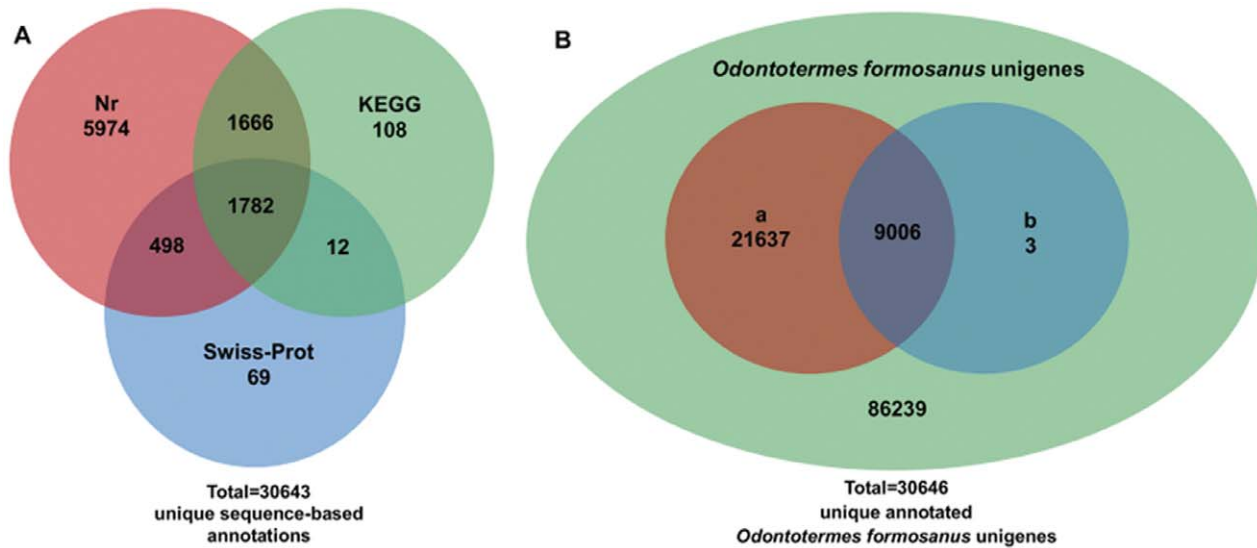 A
Nr
5974
1666
KEGG
108
1782
498
12
Swiss-Prot
69
Total=30643
unique sequence-based
annotations
B
Odontotermes formosanus unigenes
a
21637
9006
b
3
86239
Total=30646
unique annotated
Odontotermes formosanus unigenes